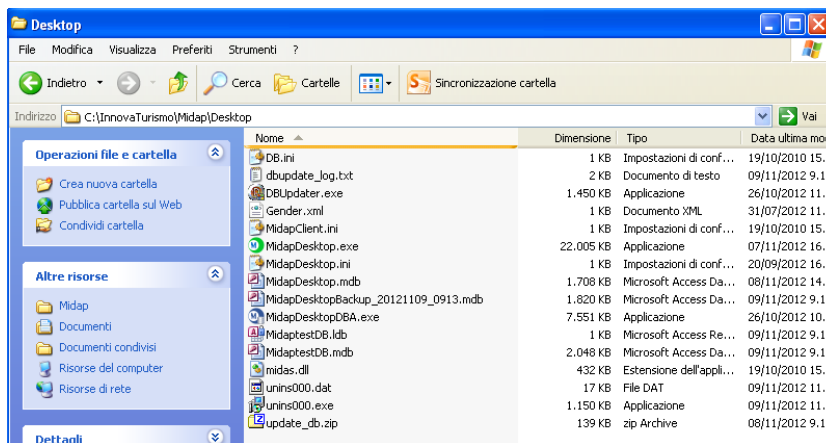 Desktop
File Modifica Visualizza Preferiti Strumenti ?
Indietro Cerca Cartelle Sincronizzazione cartella
Indirizzo C:\InnovaTurismo\Midap\Desktop Vai
Nome Dimensione Tipo Data ultima mo
Operazioni file e cartella
Crea nuova cartella
Pubblica cartella sul Web
Condividi cartella
Altre risorse
Midap
Documenti
Documenti condivisi
Risorse del computer
Risorse di rete
Dettagli
DB.ini 1 KB Impostazioni di conf... 19/10/2010 15.
dbupdate_log.txt 2 KB Documento di testo 09/11/2012 9.1
DBUpdater.exe 1.450 KB Applicazione 26/10/2012 11.
Gender.xml 1 KB Documento XML 31/07/2012 11.
MidapClient.ini 1 KB Impostazioni di conf... 19/10/2010 15.
MidapDesktop.exe 22.005 KB Applicazione 07/11/2012 16.
MidapDesktop.ini 1 KB Impostazioni di conf... 20/09/2012 16.
MidapDesktop.mdb 1.708 KB Microsoft Access Da... 08/11/2012 14.
MidapDesktopBackup_20121109_0913.mdb 1.820 KB Microsoft Access Da... 09/11/2012 9.1
MidapDesktopDBA.exe 7.551 KB Applicazione 26/10/2012 10.
MidaptestDB.ldb 1 KB Microsoft Access Re... 09/11/2012 9.1
MidaptestDB.mdb 2.048 KB Microsoft Access Da... 09/11/2012 9.1
midas.dll 432 KB Estensione dell'appli... 19/10/2010 15.
unins000.dat 17 KB File DAT 09/11/2012 11.
unins000.exe 1.150 KB Applicazione 09/11/2012 11.
update_db.zip 139 KB zip Archive 08/11/2012 9.1